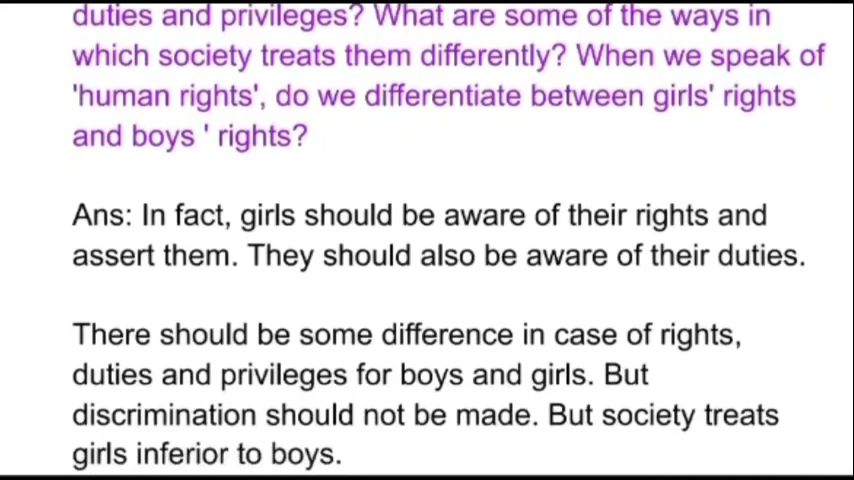 duties and privileges? What are some of the ways in
which society treats them differently? When we speak of
'human rights', do we differentiate between girls' rights
and boys ' rights?
Ans: In fact, girls should be aware of their rights and
assert them. They should also be aware of their duties.
There should be some difference in case of rights,
duties and privileges for boys and girls. But
discrimination should not be made. But society treats
girls inferior to boys.